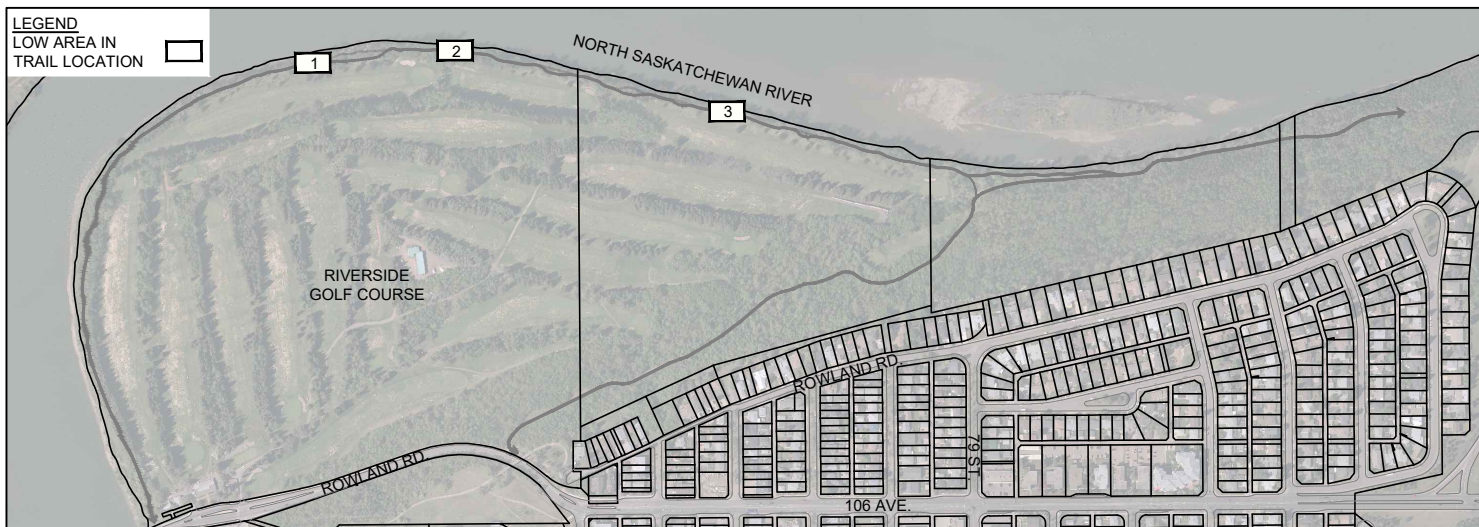 LEGEND
LOW AREA IN
TRAIL LOCATION
1
2
3
NORTH SASKATCHEWAN RIVER
RIVERSIDE
GOLF COURSE
ROWLAND RD
ROWLAND RD
79 ST
106 AVE.